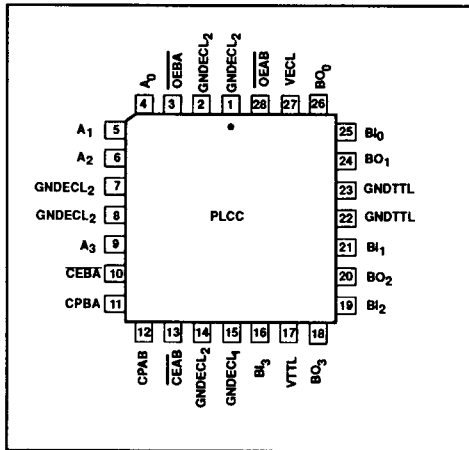 A0
OEBA
GNDECL2
GNDECL2
OEAB
VECL
BO0
4 3 2 1 28 27 26
A1 5
A2 6
GNDECL2 7
GNDECL2 8
A3 9
CEBA 10
CPBA 11
PLCC
25 BI0
24 BO1
23 GNDTTL
22 GNDTTL
21 BI1
20 BO2
19 BI2
12 13 14 15 16 17 18
CPAB
CEAB
GNDECL2
GNDECL1
BI3
VTTL
BO3